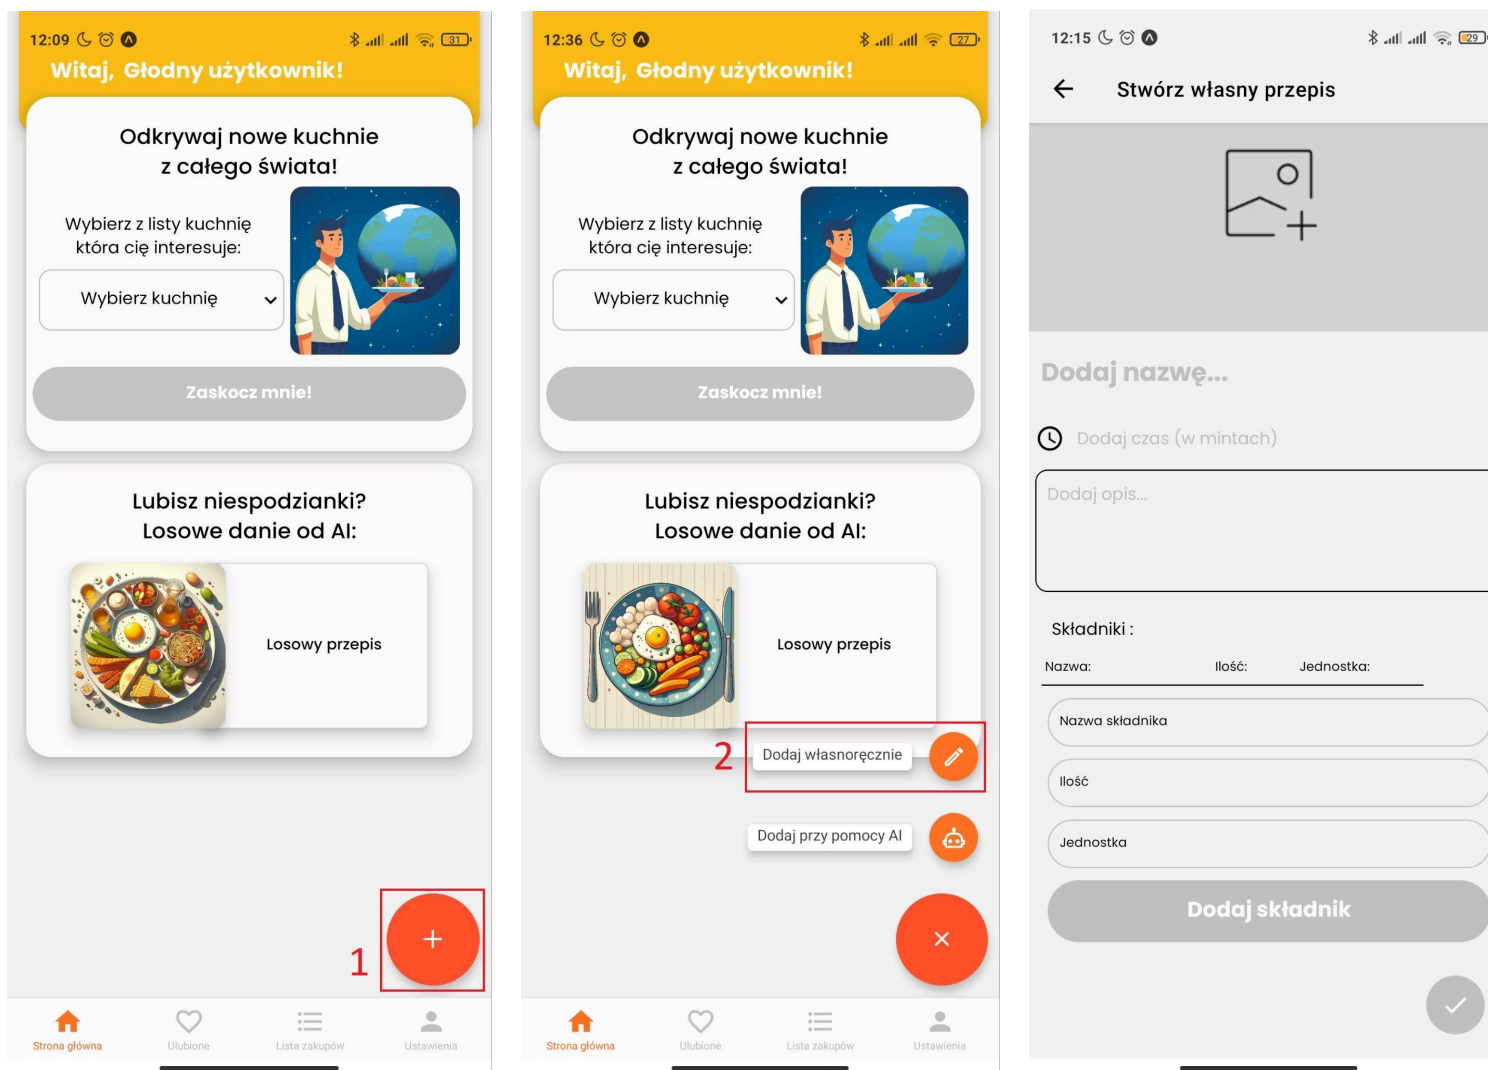 12:09
31
Witaj, Głodny użytkownik!
Odkrywaj nowe kuchnie
z całego świata!
Wybierz z listy kuchnię
która cię interesuje:
Wybierz kuchnię
Zaskocz mnie!
Lubisz niespodzianki?
Losowe danie od AI:
Losowy przepis
1
+
Strona główna
Ulubione
Lista zakupów
Ustawienia
12:36
27
Witaj, Głodny użytkownik!
Odkrywaj nowe kuchnie
z całego świata!
Wybierz z listy kuchnię
która cię interesuje:
Wybierz kuchnię
Zaskocz mnie!
Lubisz niespodzianki?
Losowe danie od AI:
Losowy przepis
2
Dodaj własnoręcznie
Dodaj przy pomocy AI
Strona główna
Ulubione
Lista zakupów
Ustawienia
12:15
29
Stwórz własny przepis
Dodaj nazwę...
Dodaj czas (w mintach)
Dodaj opis...
Składniki :
Nazwa: Ilość: Jednostka:
Nazwa składnika
Ilość
Jednostka
Dodaj składnik